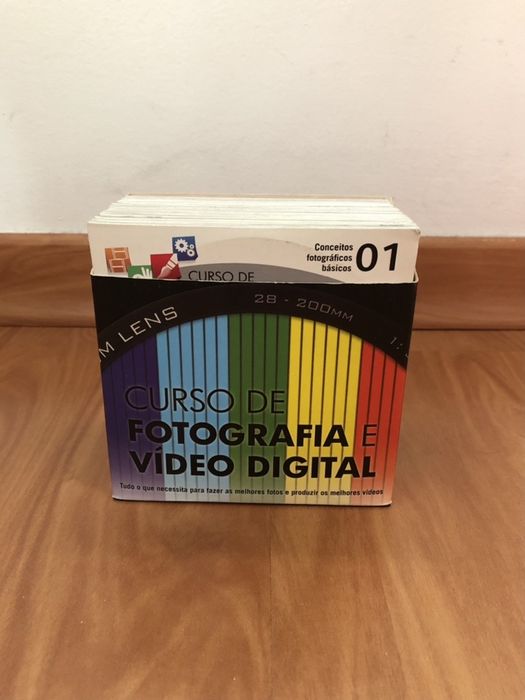 Conceitos
fotográficos
básicos
01
CURSO DE
M LENS
28 - 200MM
1:
CURSO DE
FOTOGRAFIA E
VÍDEO DIGITAL
Tudo o que necessita para fazer as melhores fotos e produzir os melhores vídeos